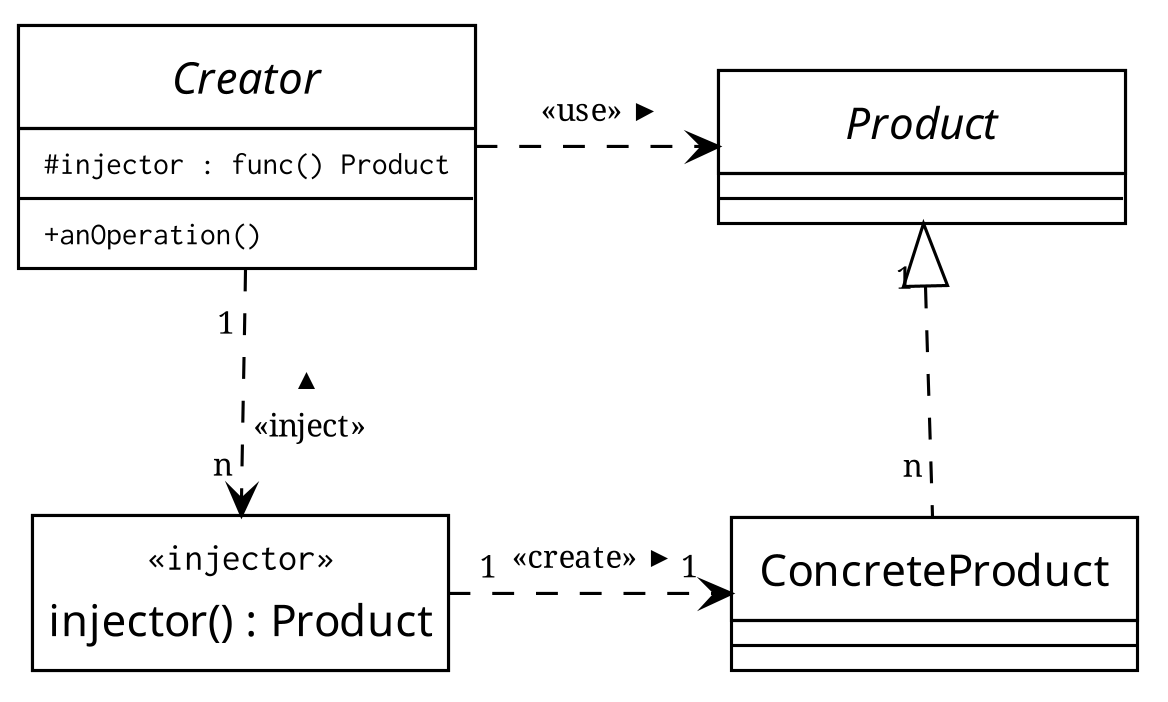 Creator
#injector : func() Product
+anOperation()
«use» ►
Product
1
▲
«inject»
n
1
n
«injector»
injector() : Product
1 «create» ► 1
ConcreteProduct